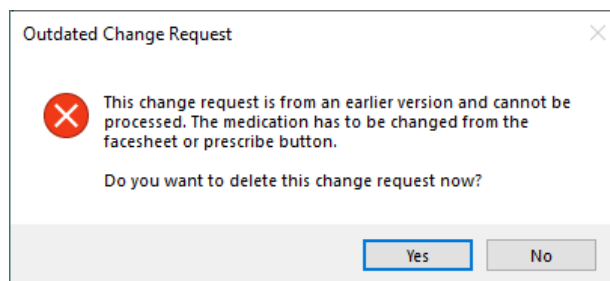 Outdated Change Request
This change request is from an earlier version and cannot be
processed. The medication has to be changed from the
facesheet or prescribe button.
Do you want to delete this change request now?
Yes
No